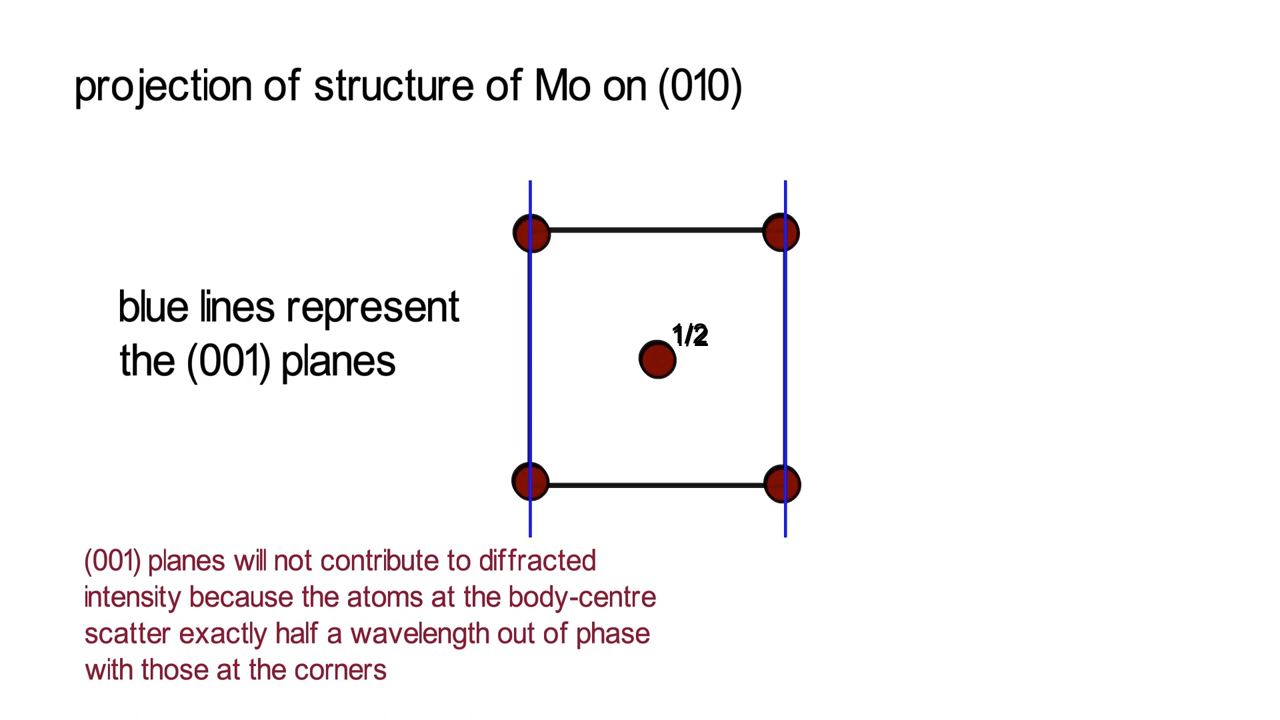 projection of structure of Mo on (010)
1/2
blue lines represent
the (001) planes
(001) planes will not contribute to diffracted
intensity because the atoms at the body-centre
scatter exactly half a wavelength out of phase
with those at the corners